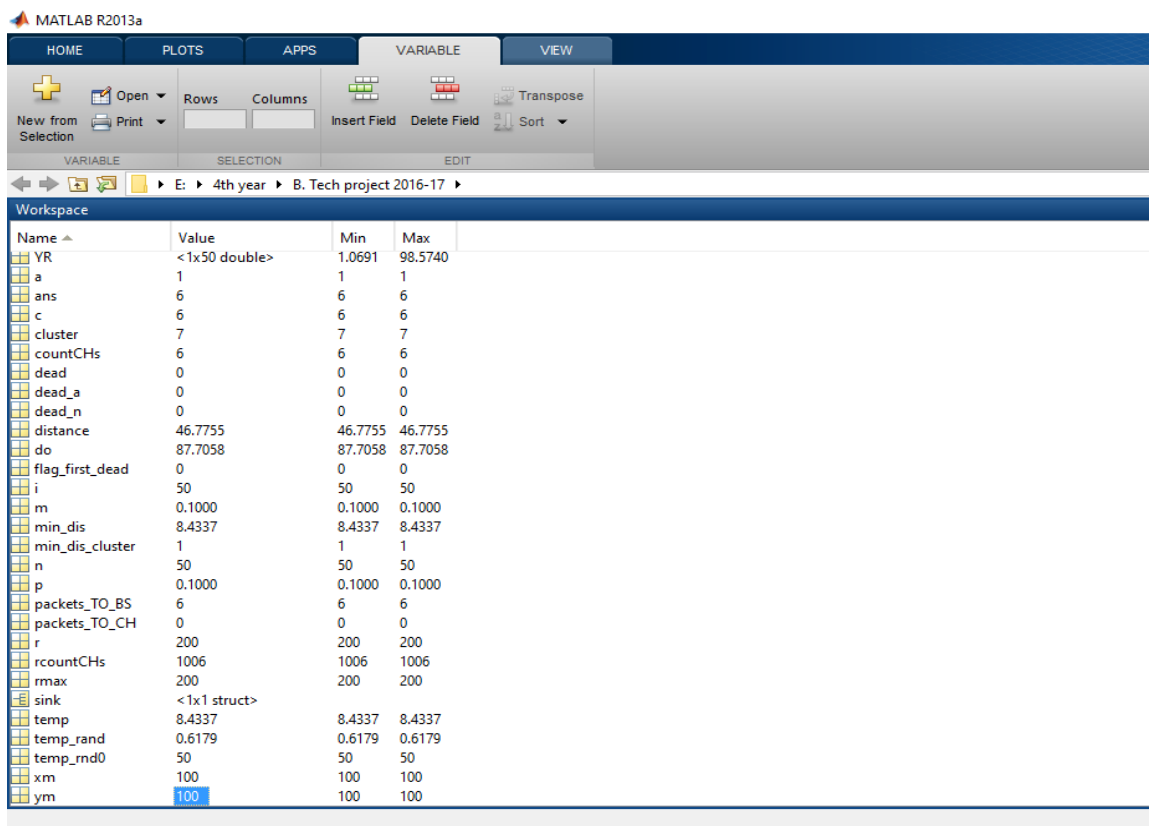 MATLAB R2013a
HOME PLOTS APPS VARIABLE VIEW
New from Selection Open Print Rows Columns Insert Field Delete Field Transpose Sort
VARIABLE SELECTION EDIT
E: 4th year B. Tech project 2016-17
Workspace
Name Value Min Max
YR <1x50 double> 1.0691 98.5740
a 1 1 1
ans 6 6 6
c 6 6 6
cluster 7 7 7
countCHs 6 6 6
dead 0 0 0
dead_a 0 0 0
dead_n 0 0 0
distance 46.7755 46.7755 46.7755
do 87.7058 87.7058 87.7058
flag_first_dead 0 0 0
i 50 50 50
m 0.1000 0.1000 0.1000
min_dis 8.4337 8.4337 8.4337
min_dis_cluster 1 1 1
n 50 50 50
p 0.1000 0.1000 0.1000
packets_TO_BS 6 6 6
packets_TO_CH 0 0 0
r 200 200 200
rcountCHs 1006 1006 1006
rmax 200 200 200
sink <1x1 struct>
temp 8.4337 8.4337 8.4337
temp_rand 0.6179 0.6179 0.6179
temp_rnd0 50 50 50
xm 100 100 100
ym 100 100 100